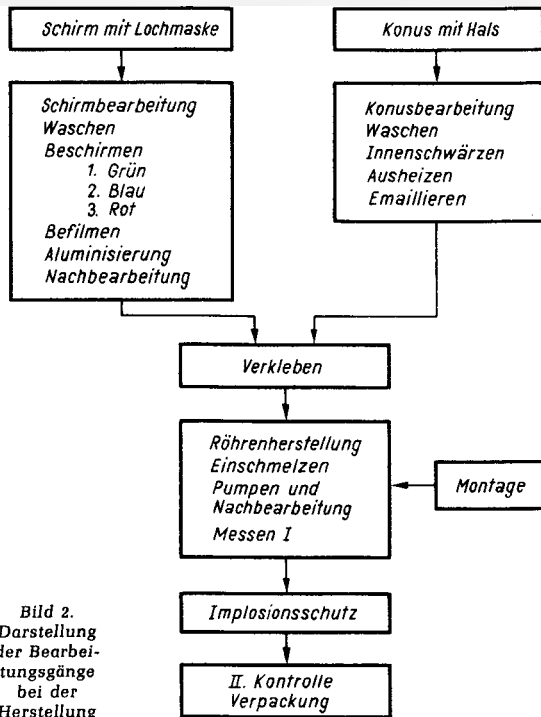 Schirm mit Lochmaske
Konus mit Hals
Schirmbearbeitung
Waschen
Beschirmen
1. Grün
2. Blau
3. Rot
Befilmen
Aluminisierung
Nachbearbeitung
Konusbearbeitung
Waschen
Innenschwärzen
Ausheizen
Emaillieren
Verkleben
Röhrenherstellung
Einschmelzen
Pumpen und
Nachbearbeitung
Messen I
Montage
Implosionsschutz
II. Kontrolle
Verpackung
Bild 2.
Darstellung
der Bearbei-
tungsgänge
bei der
Herstellung